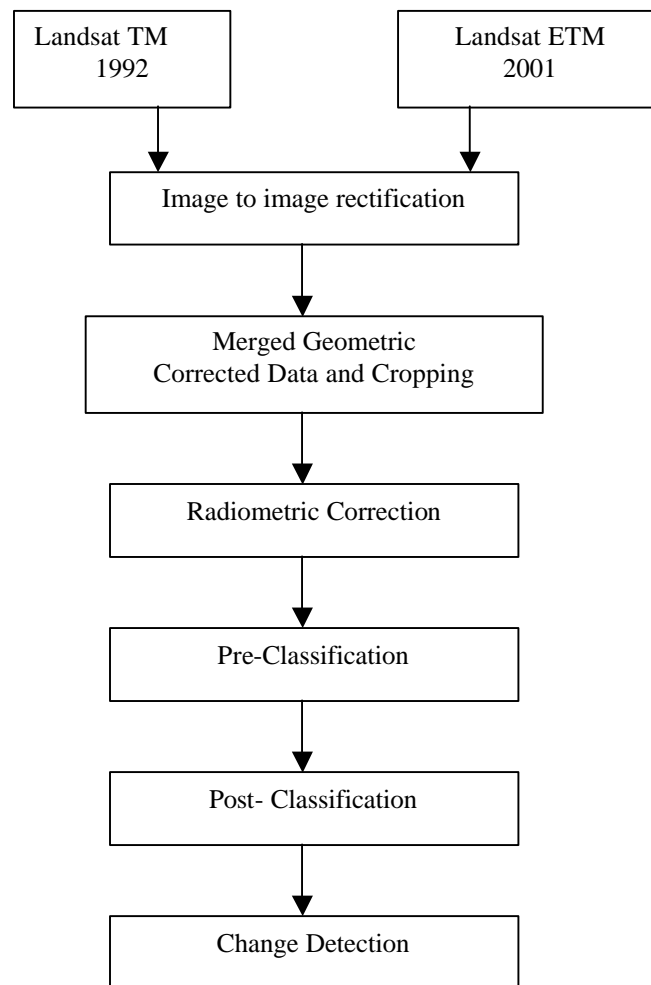 Landsat TM
1992
Landsat ETM
2001
Image to image rectification
Merged Geometric
Corrected Data and Cropping
Radiometric Correction
Pre-Classification
Post- Classification
Change Detection